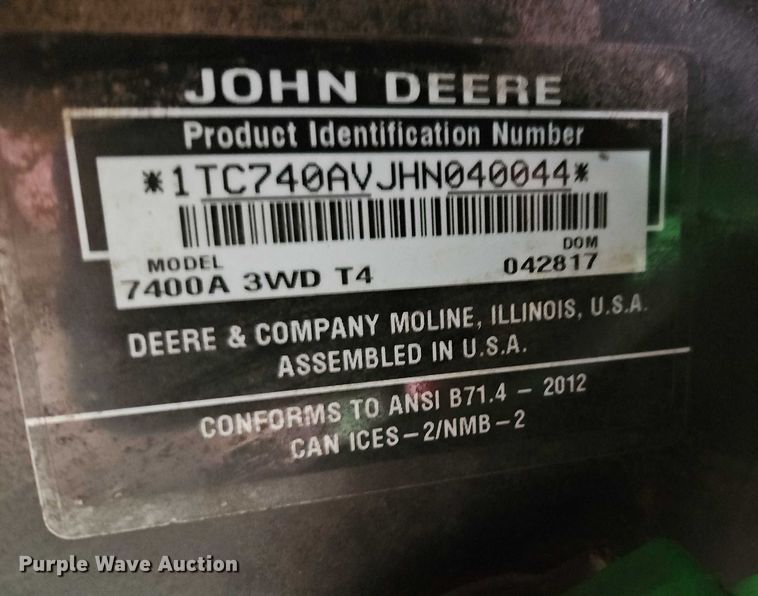 JOHN DEERE
Product Identification Number
*1TC740AVJHN040044*
MODEL DOM
7400A 3WD T4 042817
DEERE & COMPANY MOLINE, ILLINOIS, U.S.A.
ASSEMBLED IN U.S.A.
CONFORMS TO ANSI B71.4 - 2012
CAN ICES-2/NMB-2
Purple Wave Auction